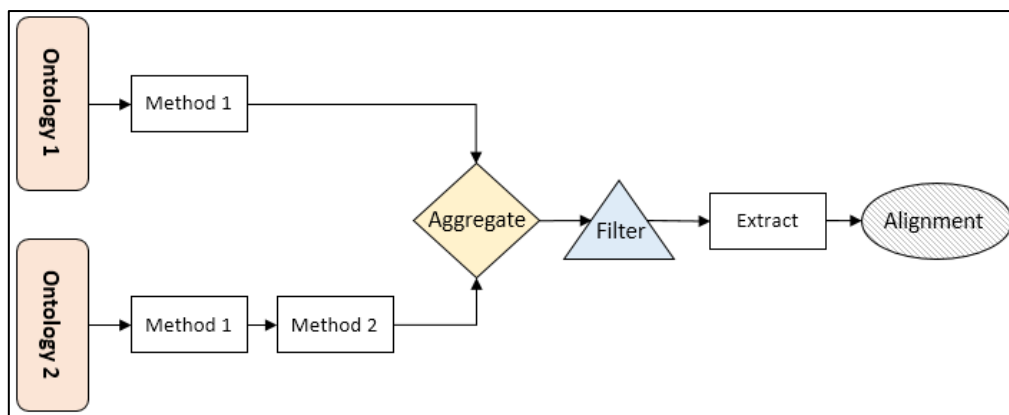 Ontology 1
Method 1
Aggregate
Filter
Extract
Alignment
Ontology 2
Method 1
Method 2